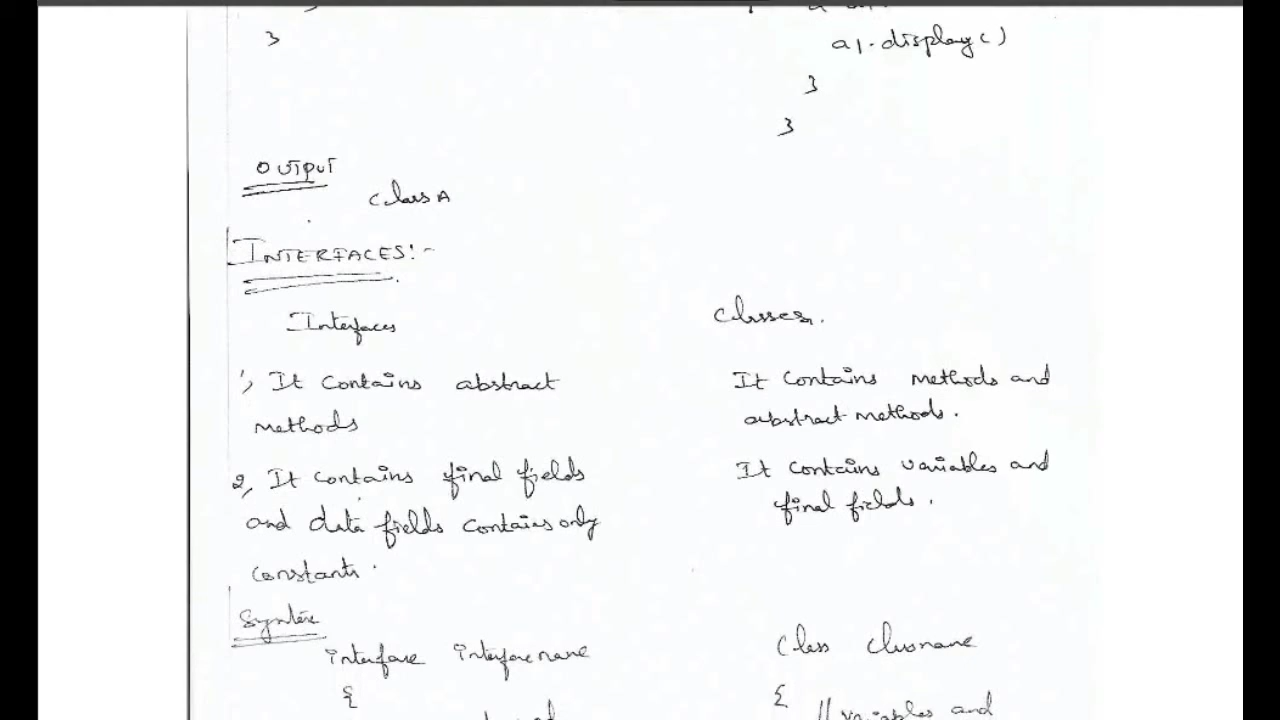 }
a1.display()
}
}
OUTPUT
Class A
INTERFACES:-
Interfaces
Classes.
1, It Contains abstract
methods
It Contains methods and
abstract methods.
2, It Contains final fields
and data fields Contains only
Constants.
It Contains variables and
final fields.
Syntax
interface interfacename
{
Class Classname
{
// variables and